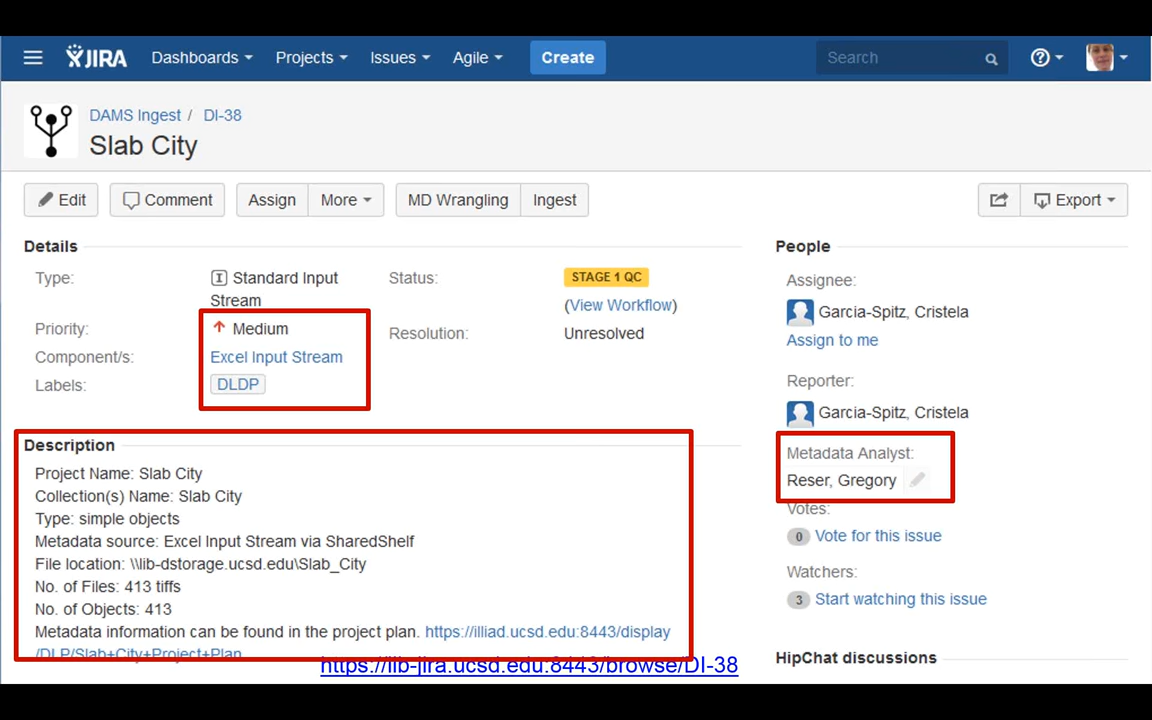 JIRA Dashboards Projects Issues Agile Create Search
DAMS Ingest / DI-38
Slab City
Edit Comment Assign More MD Wrangling Ingest Export
Details
Type: Standard Input Stream
Status: STAGE 1 QC
(View Workflow)
Priority: Medium
Resolution: Unresolved
Component/s: Excel Input Stream
Labels: DLDP
Description
Project Name: Slab City
Collection(s) Name: Slab City
Type: simple objects
Metadata source: Excel Input Stream via SharedShelf
File location: \\lib-dstorage.ucsd.edu\Slab_City
No. of Files: 413 tiffs
No. of Objects: 413
Metadata information can be found in the project plan. https://illiad.ucsd.edu:8443/display
/DLP/Slab+City+Project+Plan
https://lib-jira.ucsd.edu:8443/browse/DI-38
People
Assignee:
Garcia-Spitz, Cristela
Assign to me
Reporter:
Garcia-Spitz, Cristela
Metadata Analyst:
Reser, Gregory
Votes:
0 Vote for this issue
Watchers:
3 Start watching this issue
HipChat discussions